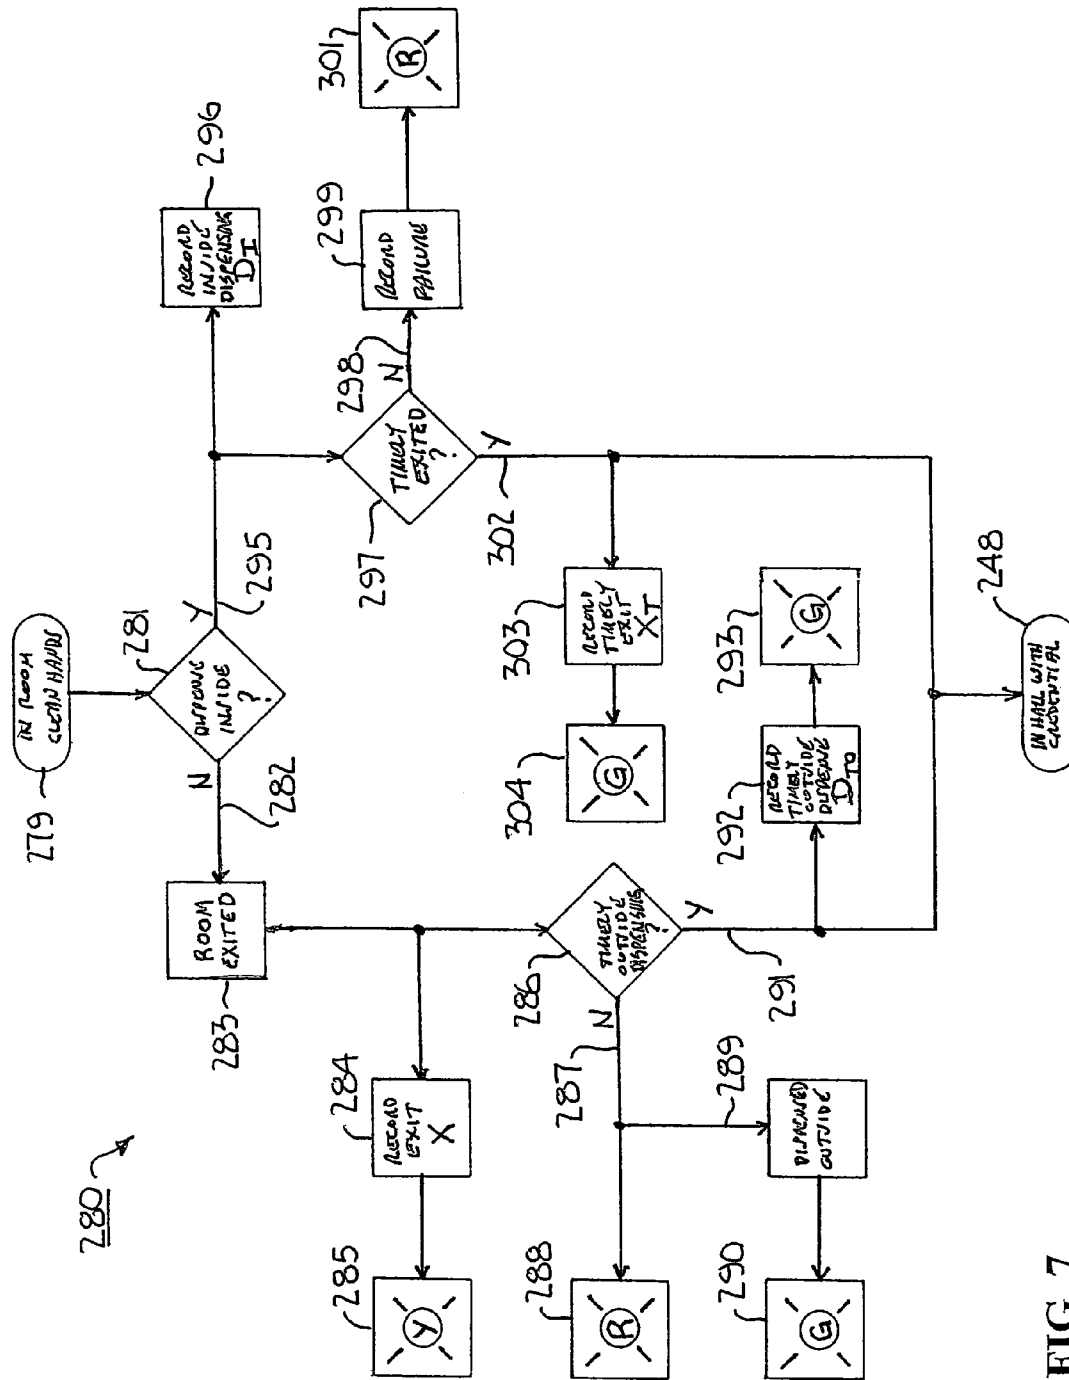 280
279
IN ROOM
CLEAN HANDS
281
DISPENSE
INSIDE
?
N
282
Y
295
296
RECORD
INSIDE
DISPENSING
DI
283
ROOM
EXITED
297
TIMELY
EXITED
?
298
N
299
RECORD
FAILURE
301
R
302
Y
303
RECORD
TIMELY
EXIT
XT
304
G
284
RECORD
EXIT
X
285
Y
286
TIMELY
OUTSIDE
DISPENSING
?
287
N
288
R
289
DISPENSED
OUTSIDE
290
G
291
Y
292
RECORD
TIMELY
OUTSIDE
DISPENSE
DTO
293
G
248
IN HALL WITH
CREDENTIAL
FIG. 7